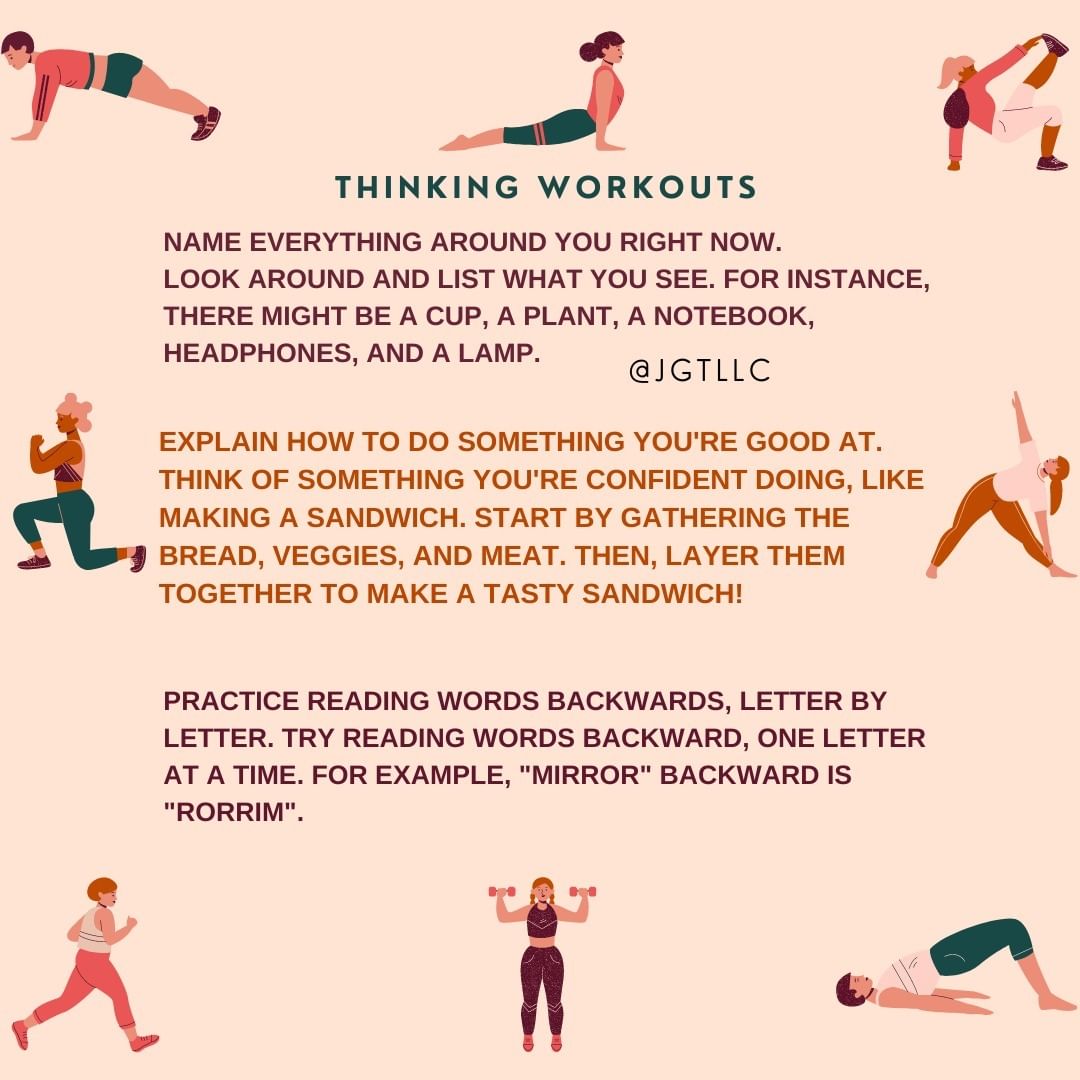 THINKING WORKOUTS
NAME EVERYTHING AROUND YOU RIGHT NOW.
LOOK AROUND AND LIST WHAT YOU SEE. FOR INSTANCE,
THERE MIGHT BE A CUP, A PLANT, A NOTEBOOK,
HEADPHONES, AND A LAMP.
@JGTLLC
EXPLAIN HOW TO DO SOMETHING YOU'RE GOOD AT.
THINK OF SOMETHING YOU'RE CONFIDENT DOING, LIKE
MAKING A SANDWICH. START BY GATHERING THE
BREAD, VEGGIES, AND MEAT. THEN, LAYER THEM
TOGETHER TO MAKE A TASTY SANDWICH!
PRACTICE READING WORDS BACKWARDS, LETTER BY
LETTER. TRY READING WORDS BACKWARD, ONE LETTER
AT A TIME. FOR EXAMPLE, "MIRROR" BACKWARD IS
"RORRIM".